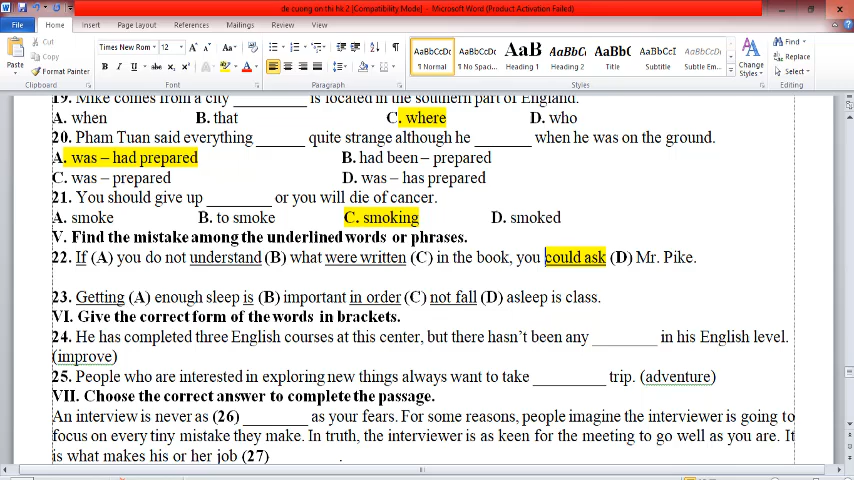 de cuong on thi hk 2 [Compatibility Mode] - Microsoft Word (Product Activation Failed)
File Home Insert Page Layout References Mailings Review View
Paste
Cut
Copy
Format Painter
Clipboard
Times New Rom 12
Font
Paragraph
AaBbCcDc AaBbCcDc AaBb AaBbC AaBbC AaBbCcI AaBbCcDc
¶ Normal ¶ No Spaci... Heading 1 Heading 2 Title Subtitle Subtle Em...
Styles
Change Styles
Find
Replace
Select
Editing
19. Mike comes from a city ________ is located in the southern part of England.
A. when B. that C. where D. who
20. Pham Tuan said everything ______ quite strange although he _______ when he was on the ground.
A. was – had prepared B. had been – prepared
C. was – prepared D. was – has prepared
21. You should give up ________ or you will die of cancer.
A. smoke B. to smoke C. smoking D. smoked
V. Find the mistake among the underlined words or phrases.
22. If (A) you do not understand (B) what were written (C) in the book, you could ask (D) Mr. Pike.
23. Getting (A) enough sleep is (B) important in order (C) not fall (D) asleep is class.
VI. Give the correct form of the words in brackets.
24. He has completed three English courses at this center, but there hasn't been any ________ in his English level.
(improve)
25. People who are interested in exploring new things always want to take _________ trip. (adventure)
VII. Choose the correct answer to complete the passage.
An interview is never as (26) ________ as your fears. For some reasons, people imagine the interviewer is going to
focus on every tiny mistake they make. In truth, the interviewer is as keen for the meeting to go well as you are. It
is what makes his or her job (27) ________.